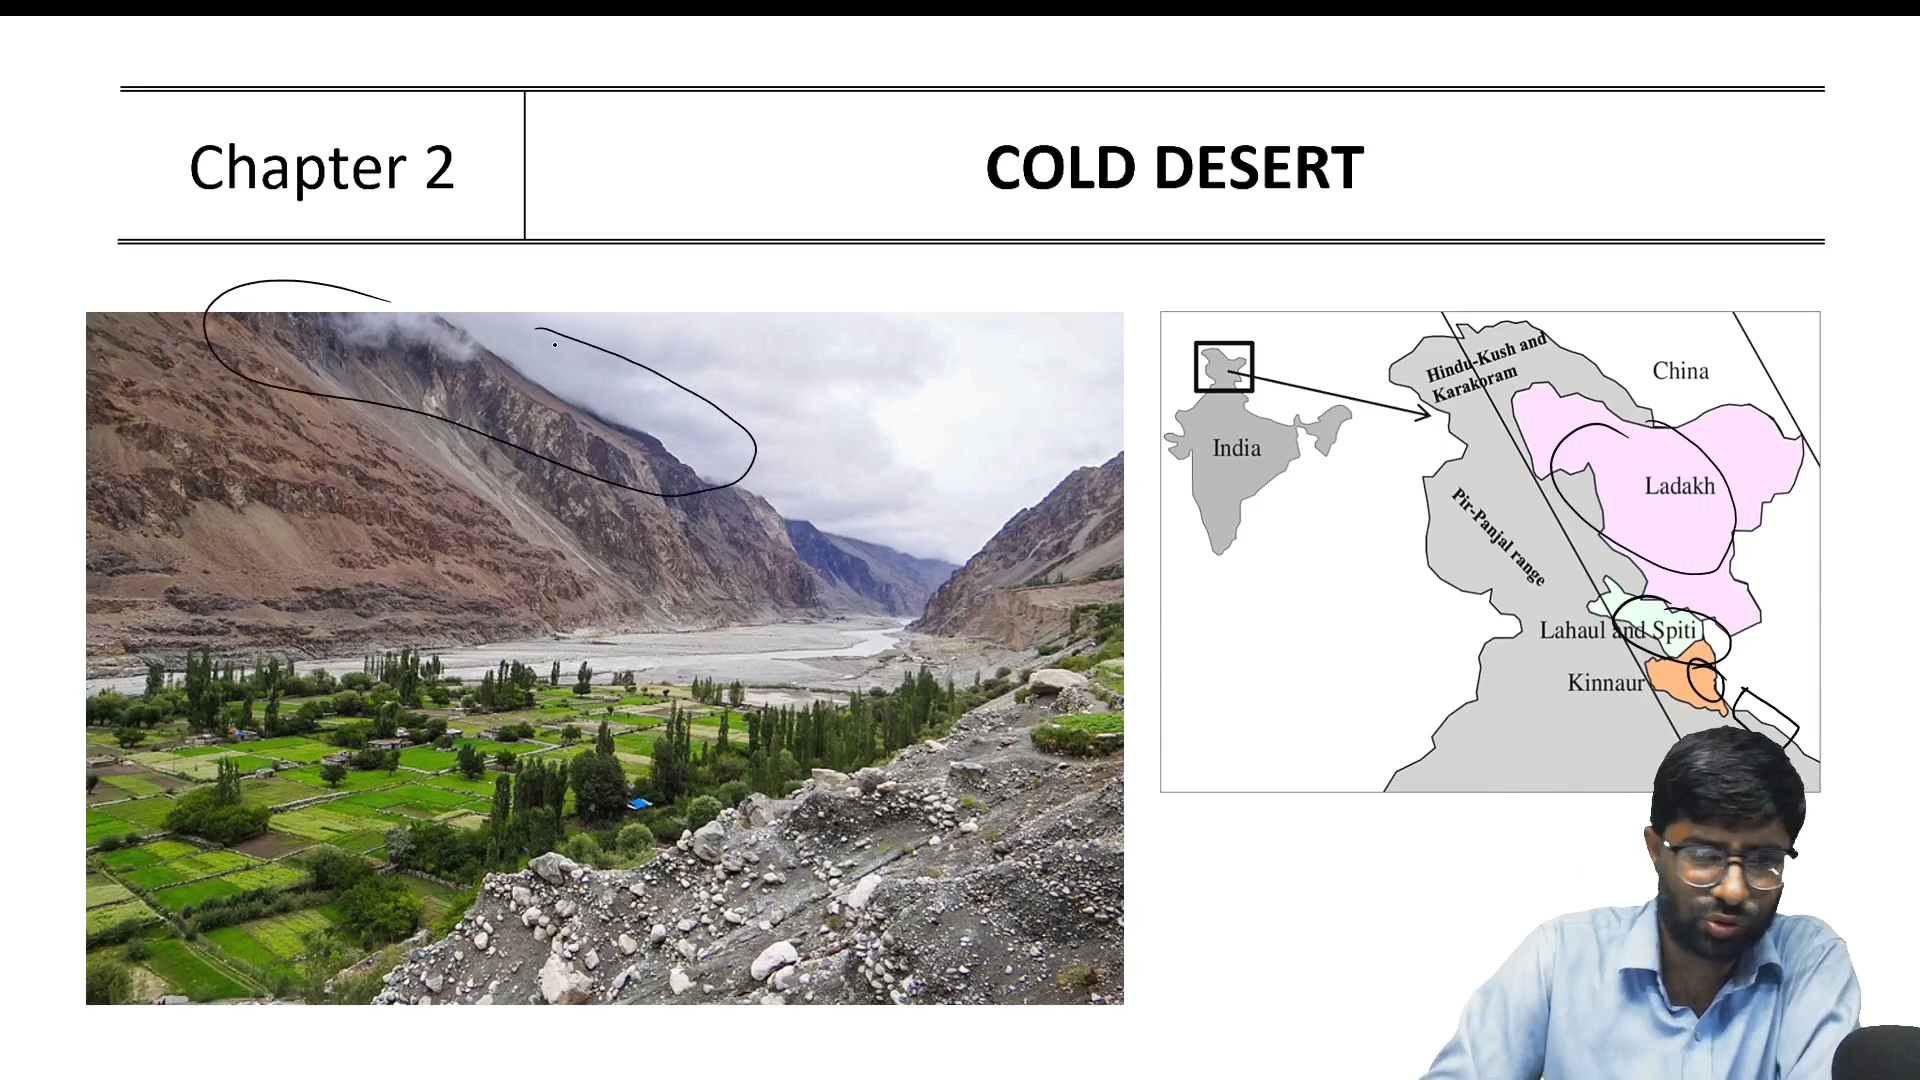 Chapter 2
COLD DESERT
Hindu-Kush and
Karakoram
China
India
Ladakh
Pir-Panjal range
Lahaul and Spiti
Kinnaur